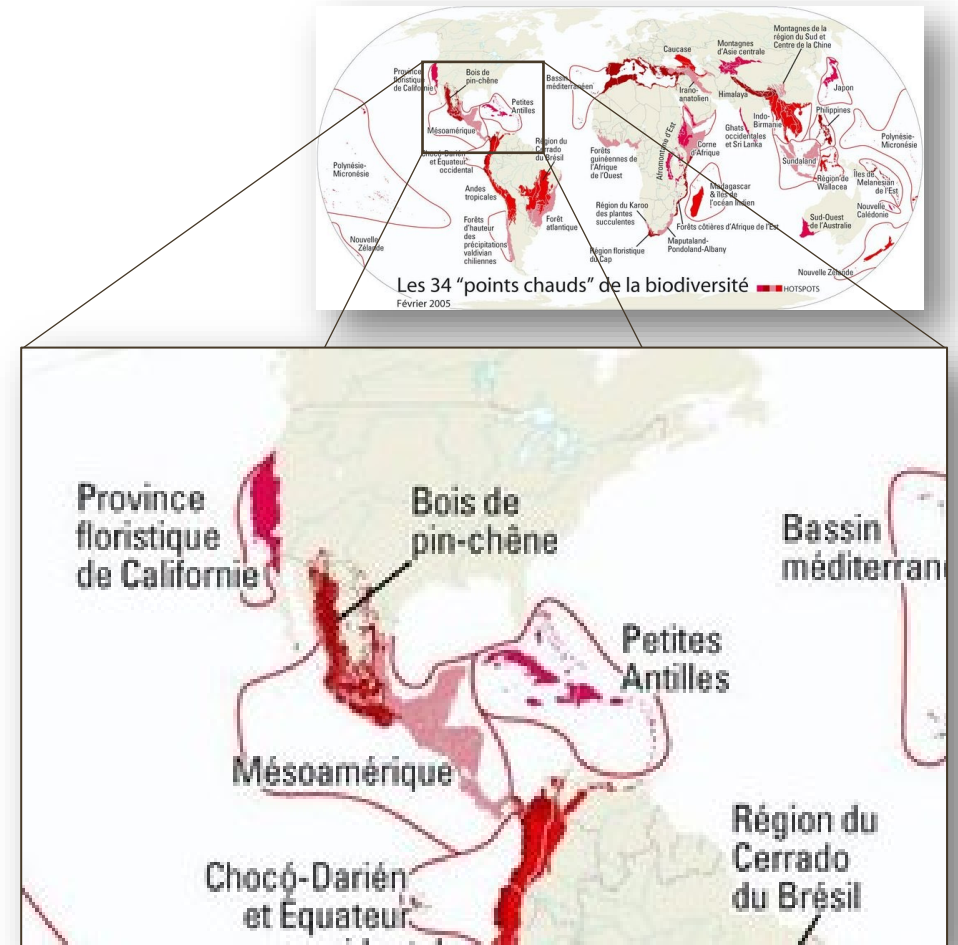 Montagnes de la
région du Sud et
Centre de la Chine
Montagnes
d'Asie centrale
Caucase
Province
floristique
de Californie
Bois de
pin-chêne
Bassin
méditerranéen
Irano-
anatolien
Himalaya
Japon
Petites
Antilles
Mésoamérique
Indo-
Birmanie
Philippines
Ghats
occidentales
et Sri Lanka
Région du
Cerrado
du Brésil
Chocó-Darién
et Équateur
occidental
Forêts
guinéennes de
l'Afrique
de l'Ouest
Afromontane d'Est
Corne
d'Afrique
Polynésie-
Micronésie
Polynésie-
Micronésie
Sundaland
Région de
Wallacea
Îles de
Melanesian
de l'Est
Andes
tropicales
Madagascar
& îles de
l'océan Indien
Région du Karoo
des plantes
succulentes
Nouvelle
Calédonie
Sud-Ouest
de l'Australie
Forêts
d'hauteur
des
précipitations
valdivian
chiliennes
Forêt
atlantique
Forêts côtières d'Afrique de l'Est
Maputaland-
Pondoland-Albany
Région floristique
du Cap
Nouvelle
Zélande
Nouvelle Zélande
Les 34 "points chauds" de la biodiversité
HOTSPOTS
Février 2005
Province
floristique
de Californie
Bois de
pin-chêne
Bassin
méditerran
Petites
Antilles
Mésoamérique
Région du
Cerrado
du Brésil
Chocó-Darién
et Équateur